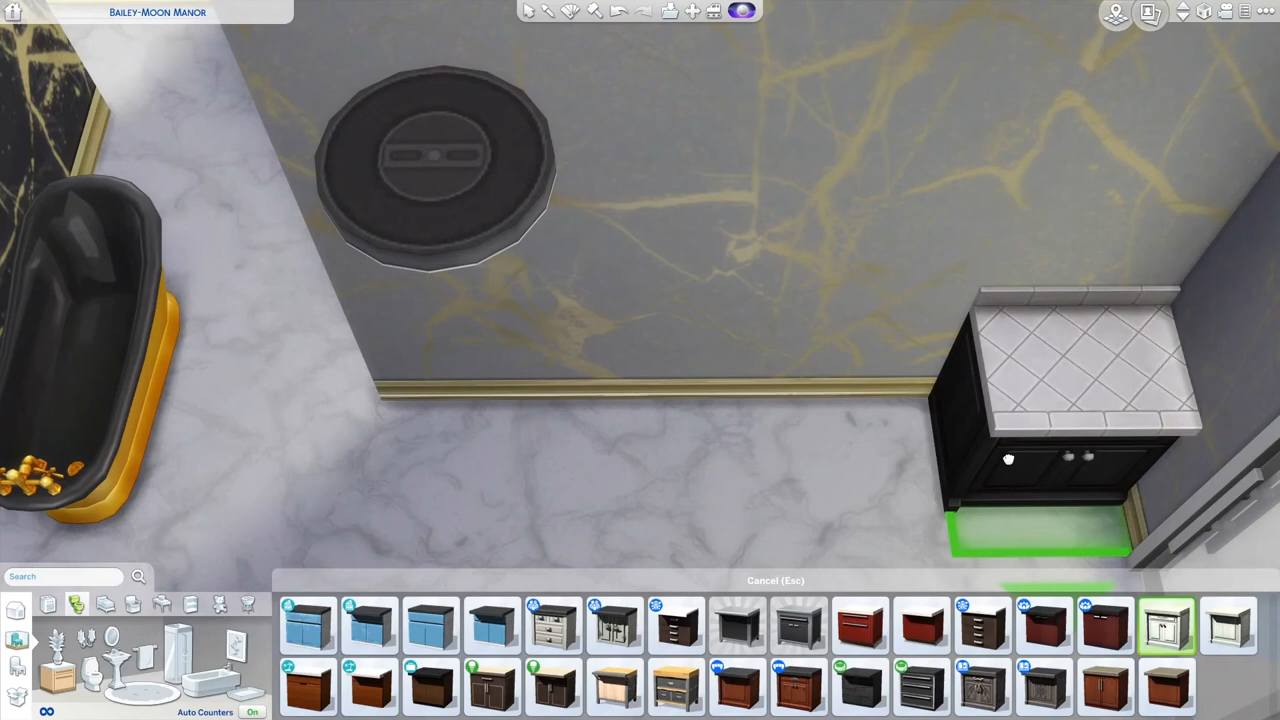 BAILEY-MOON MANOR
Cancel (Esc)
Search
Auto Counters
On